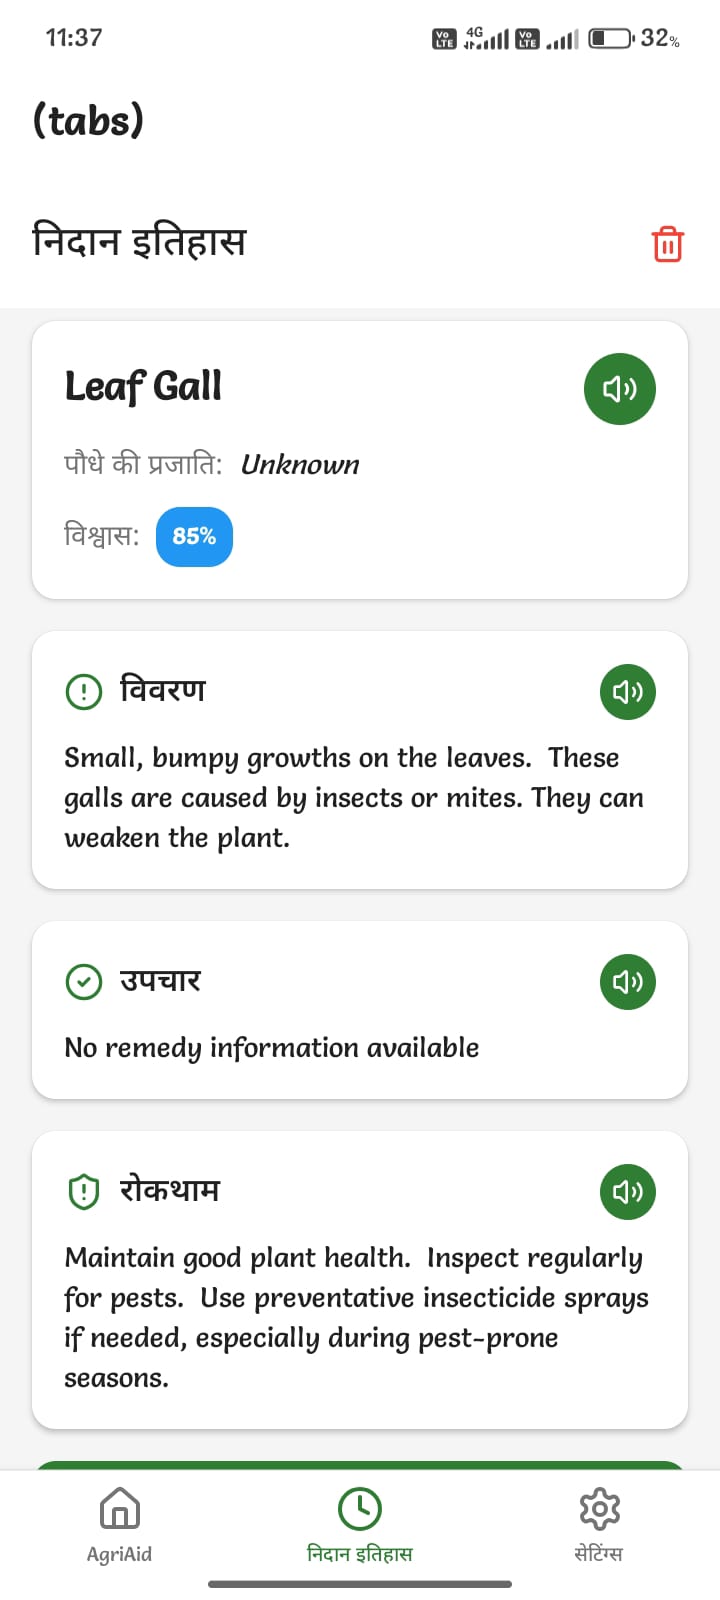 11:37
Vo LTE 4G Vo LTE 32%
(tabs)
निदान इतिहास
Leaf Gall
पौधे की प्रजाति: Unknown
विश्वास: 85%
विवरण
Small, bumpy growths on the leaves.  These
galls are caused by insects or mites. They can
weaken the plant.
उपचार
No remedy information available
रोकथाम
Maintain good plant health.  Inspect regularly
for pests.  Use preventative insecticide sprays
if needed, especially during pest-prone
seasons.
AgriAid
निदान इतिहास
सेटिंग्स